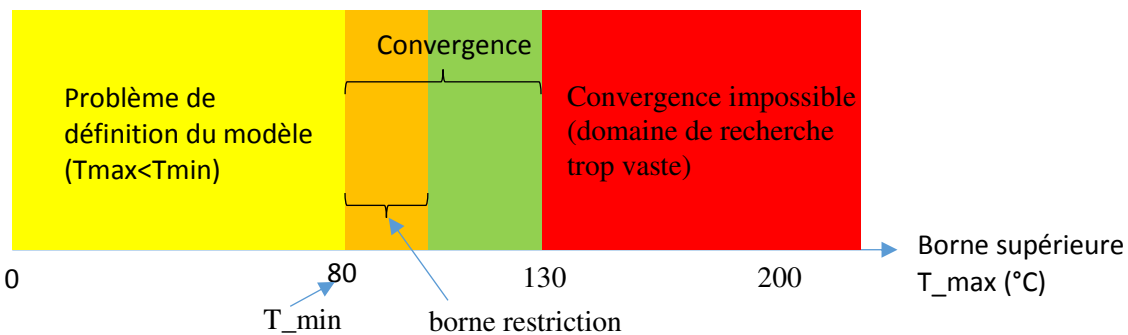 Convergence
Problème de
définition du modèle
(Tmax<Tmin)
Convergence impossible
(domaine de recherche
trop vaste)
0
80
130
200
Borne supérieure
T_max (°C)
T_min
borne restriction